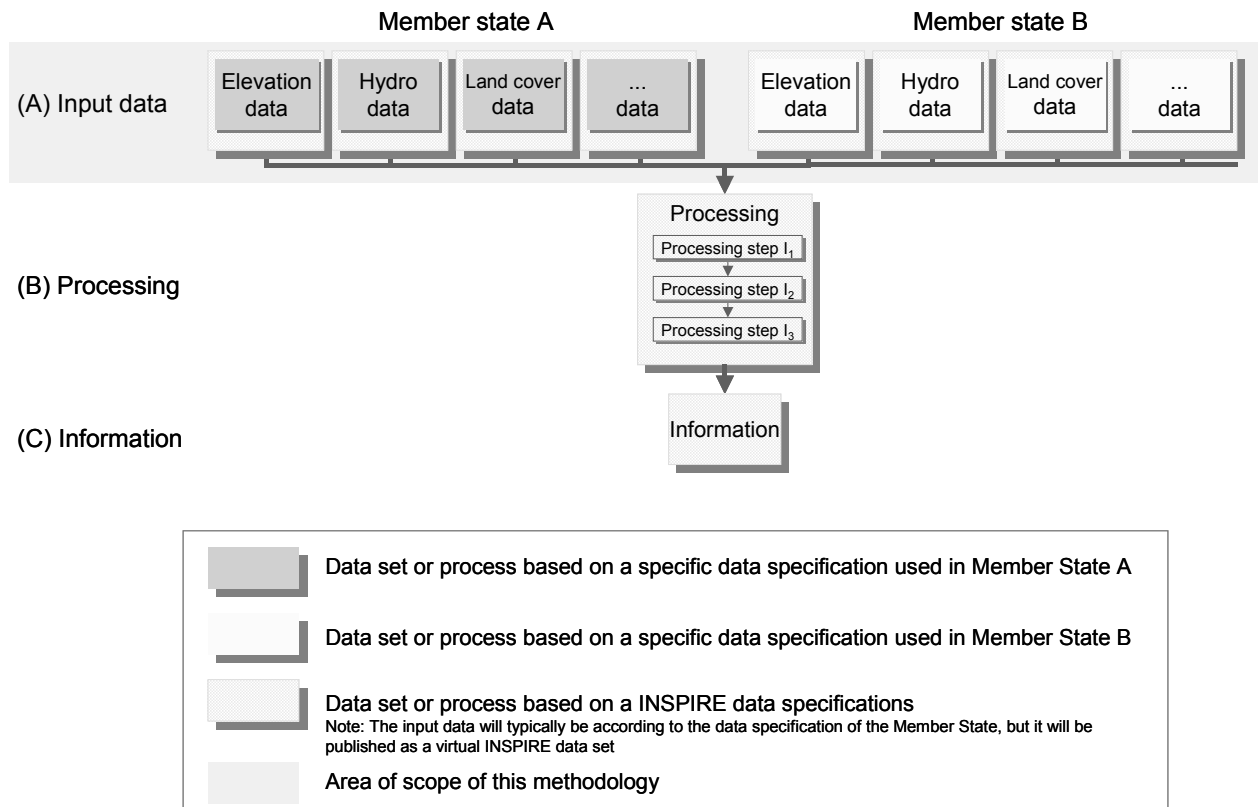 Member state A
Member state B
(A) Input data
Elevation
data
Hydro
data
Land cover
data
...
data
Elevation
data
Hydro
data
Land cover
data
...
data
(B) Processing
Processing
Processing step I1
Processing step I2
Processing step I3
(C) Information
Information
Data set or process based on a specific data specification used in Member State A
Data set or process based on a specific data specification used in Member State B
Data set or process based on a INSPIRE data specifications
Note: The input data will typically be according to the data specification of the Member State, but it will be
published as a virtual INSPIRE data set
Area of scope of this methodology